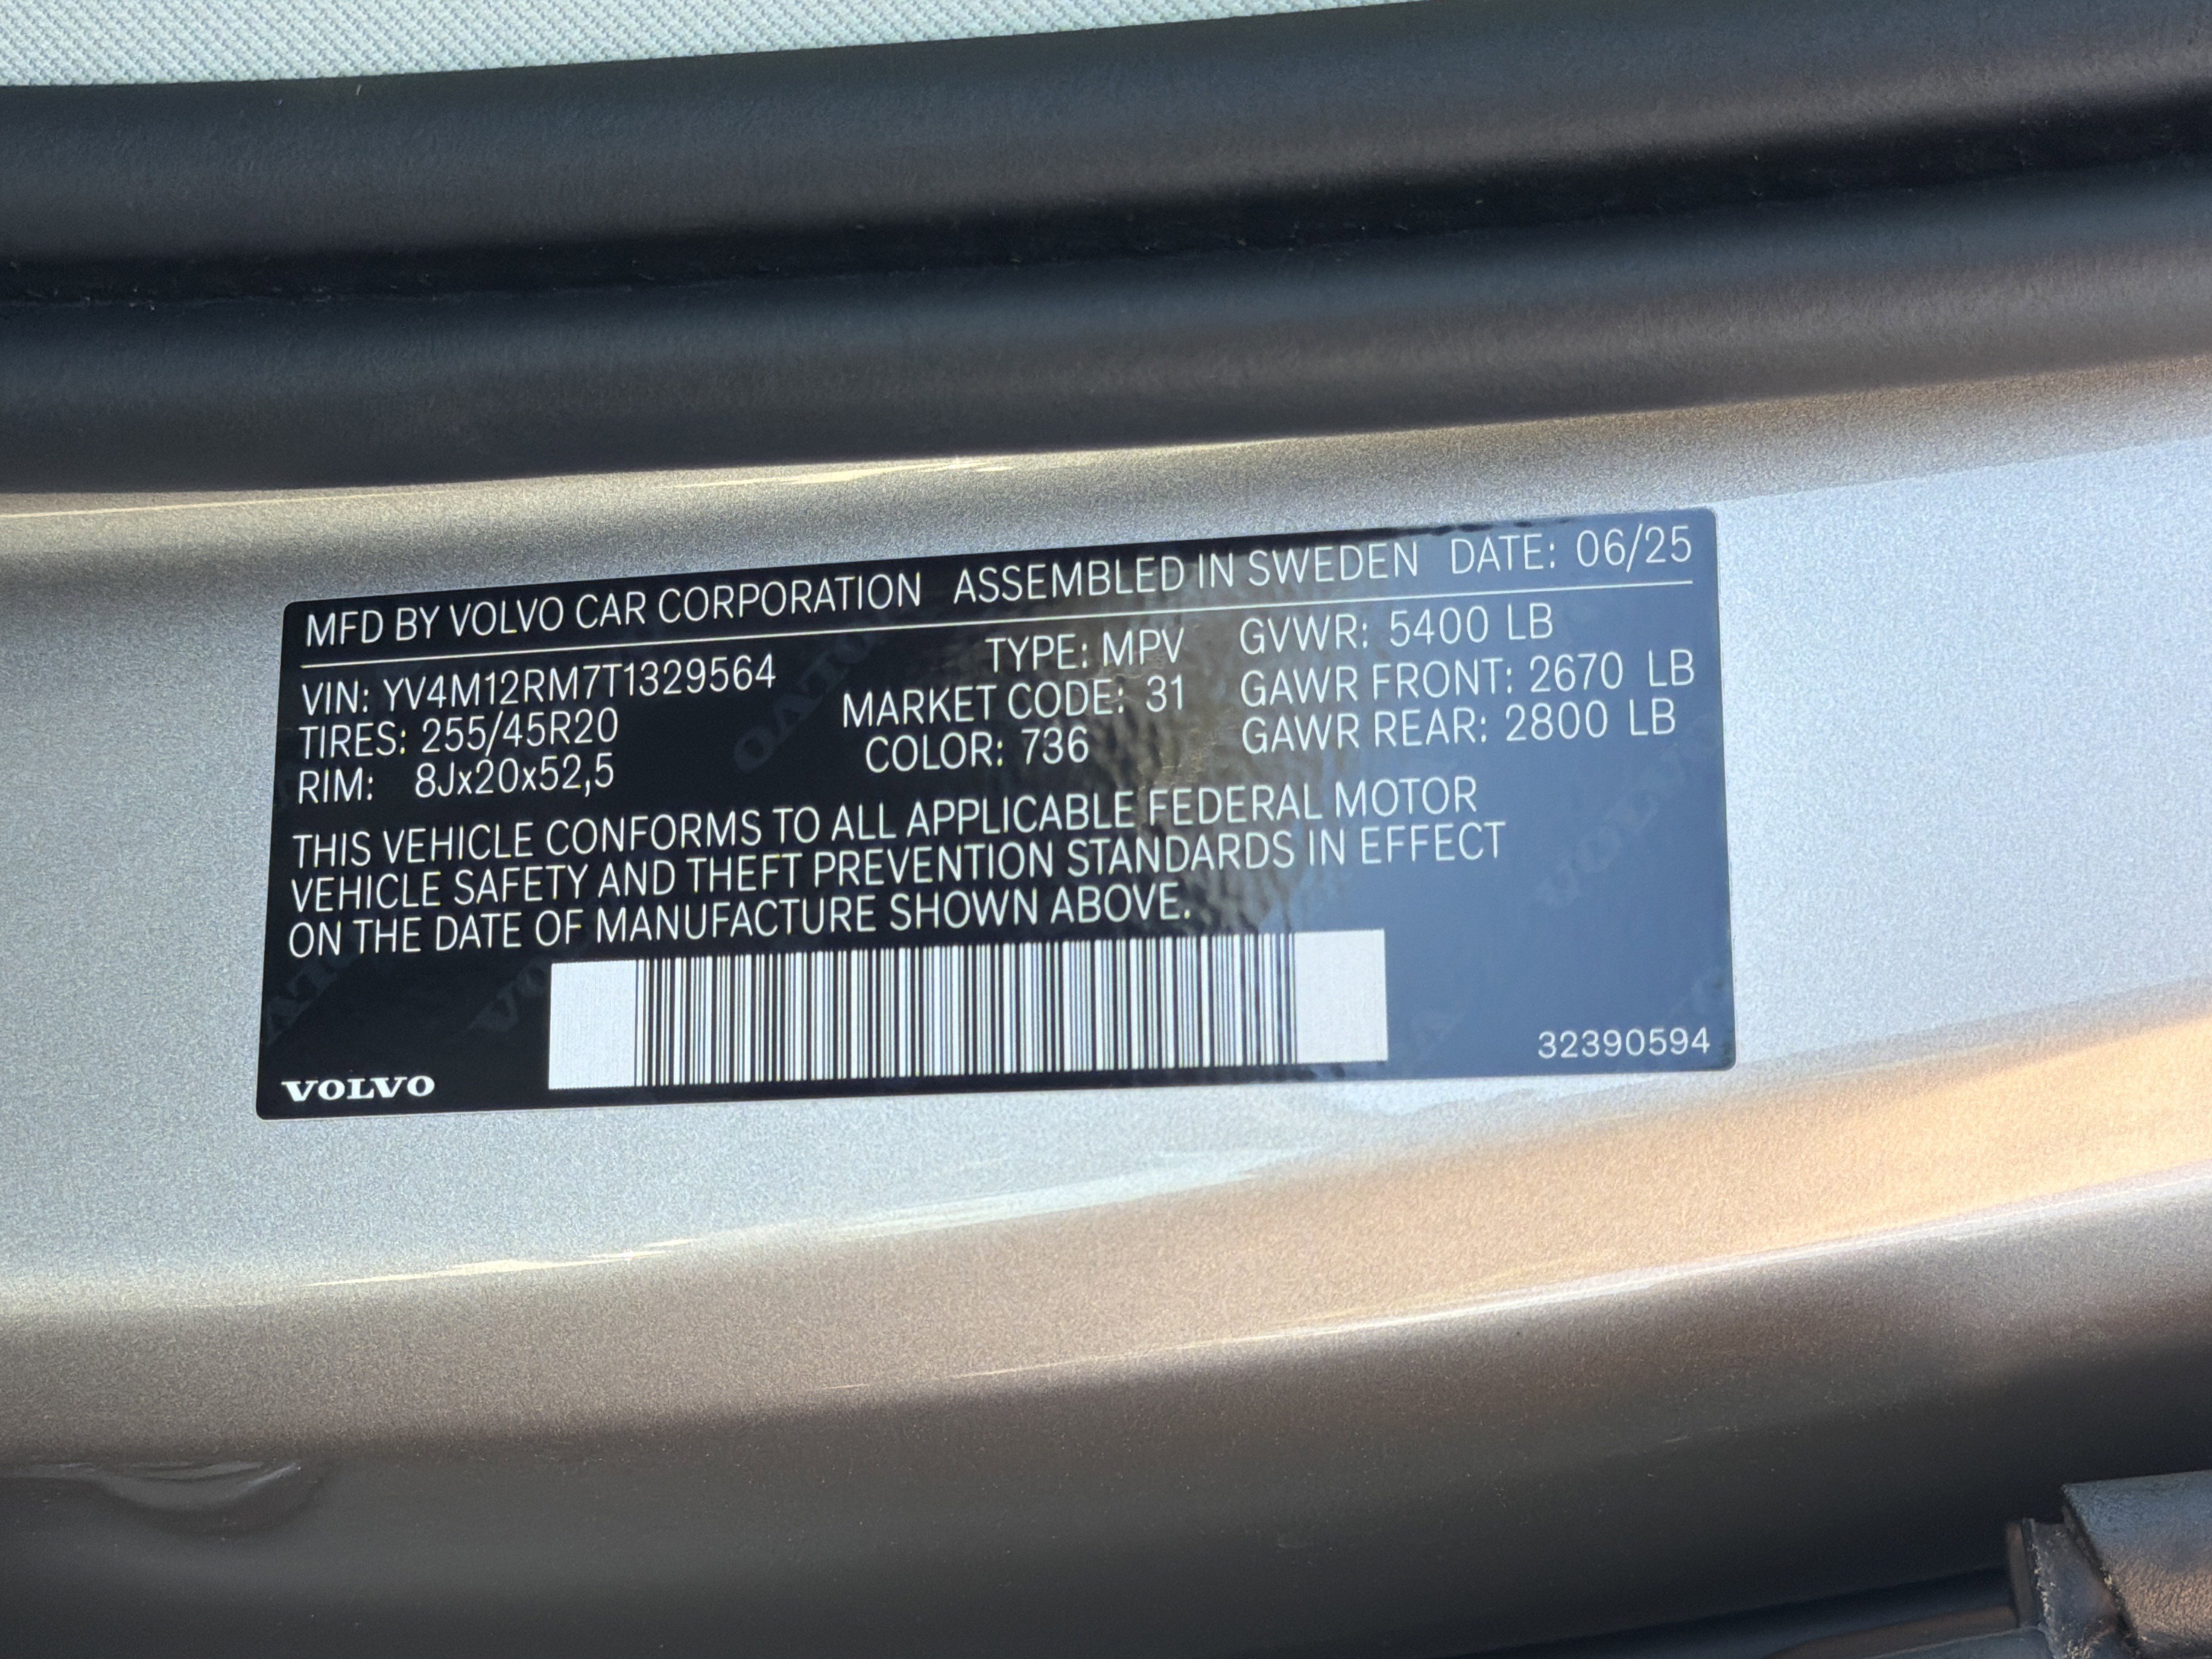 MFD BY VOLVO CAR CORPORATION ASSEMBLED IN SWEDEN DATE: 06/25
VIN: YV4M12RM7T1329564 TYPE: MPV GVWR: 5400 LB
TIRES: 255/45R20 MARKET CODE: 31 GAWR FRONT: 2670 LB
RIM: 8Jx20x52,5 COLOR: 736 GAWR REAR: 2800 LB
THIS VEHICLE CONFORMS TO ALL APPLICABLE FEDERAL MOTOR
VEHICLE SAFETY AND THEFT PREVENTION STANDARDS IN EFFECT
ON THE DATE OF MANUFACTURE SHOWN ABOVE.
VOLVO 32390594